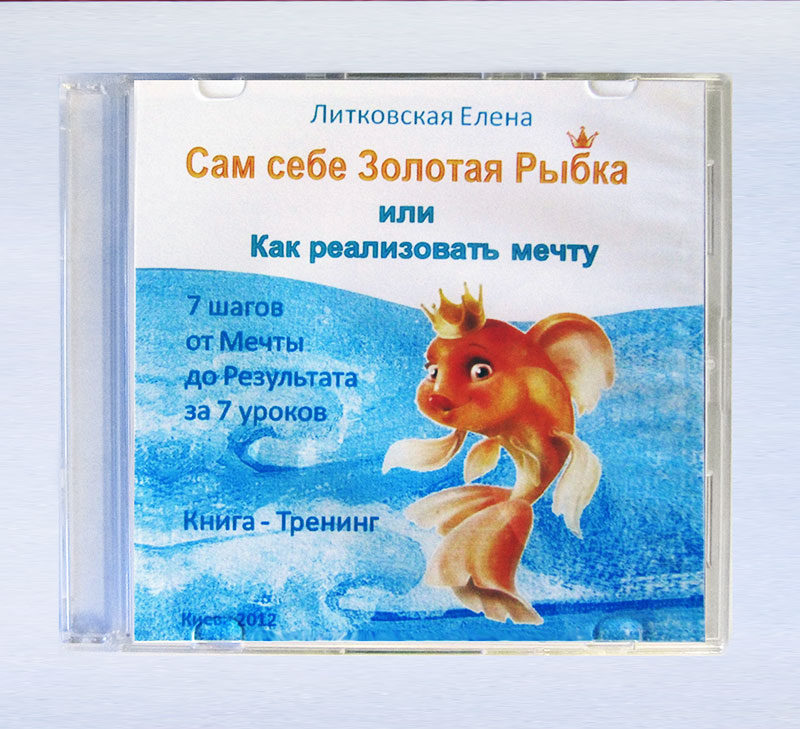 Литковская Елена
Сам себе Золотая Рыбка
или
Как реализовать мечту
7 шагов
от Мечты
до Результата
за 7 уроков
Книга - Тренинг
Киев - 2012